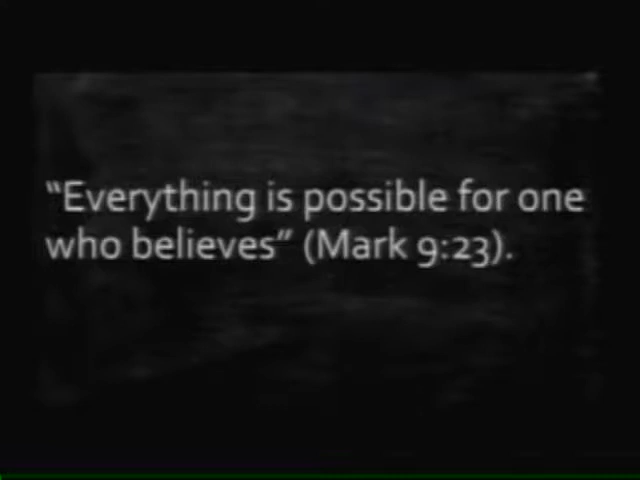 “Everything is possible for one
who believes” (Mark 9:23).